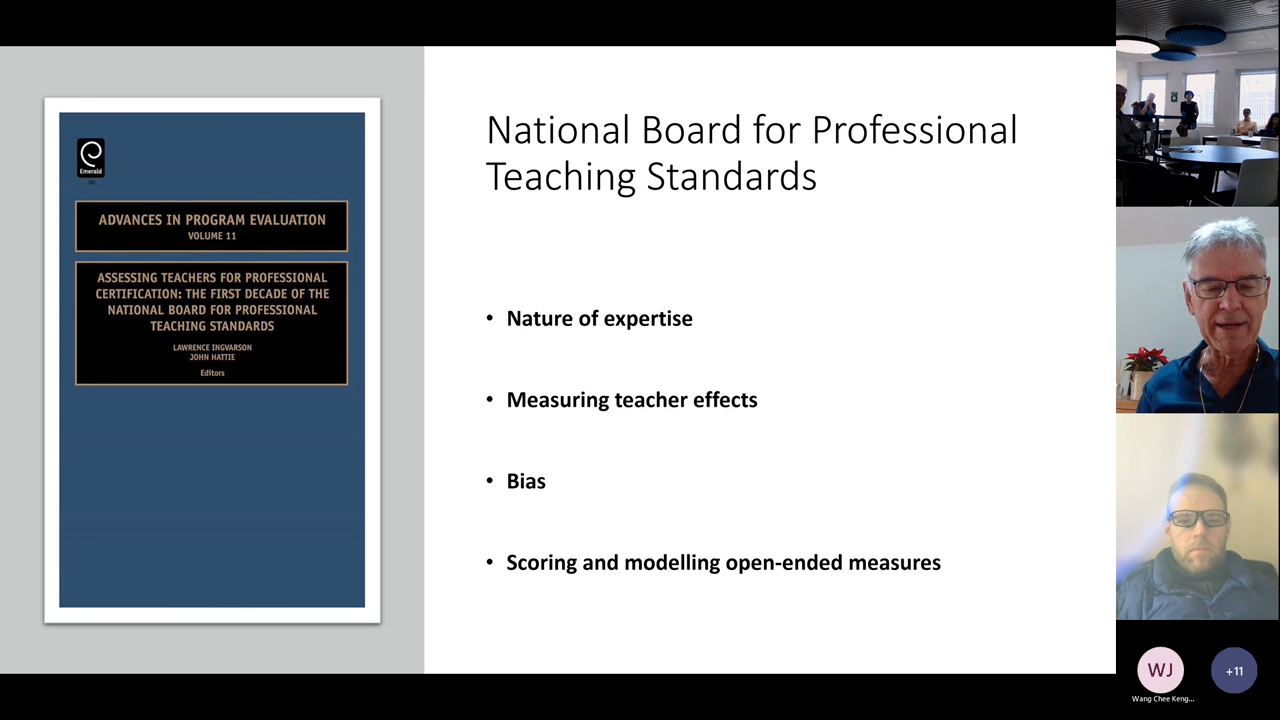 Emerald
JAI
ADVANCES IN PROGRAM EVALUATION
VOLUME 11
ASSESSING TEACHERS FOR PROFESSIONAL
CERTIFICATION: THE FIRST DECADE OF THE
NATIONAL BOARD FOR PROFESSIONAL
TEACHING STANDARDS
LAWRENCE INGVARSON
JOHN HATTIE
Editors
National Board for Professional
Teaching Standards
• Nature of expertise
• Measuring teacher effects
• Bias
• Scoring and modelling open-ended measures
WJ
+11
Wang Chee Keng...